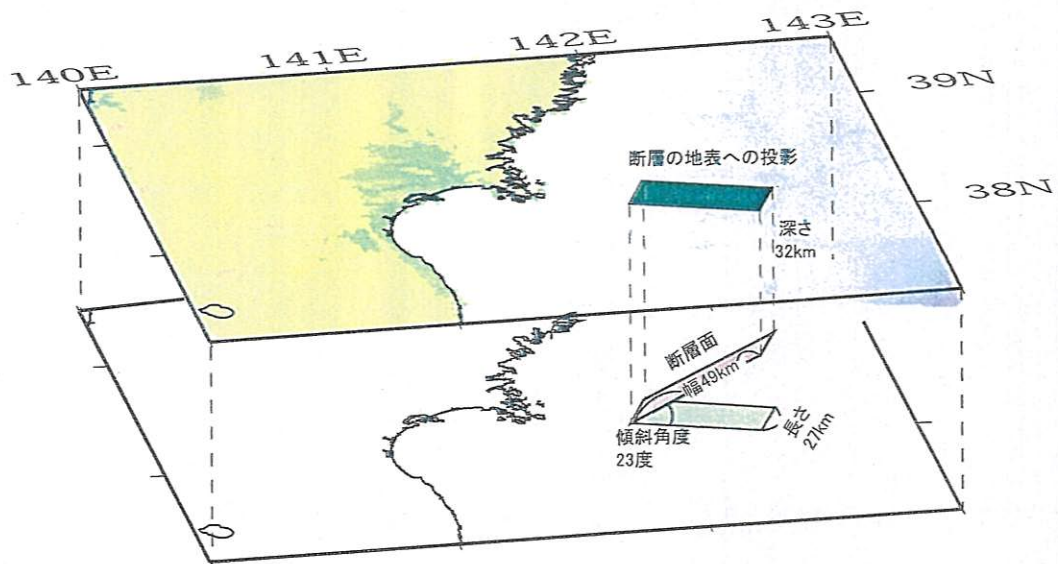 140E
141E
142E
143E
39N
38N
断層の地表への投影
深さ
32km
断層面
幅49km
長さ
27km
傾斜角度
23度